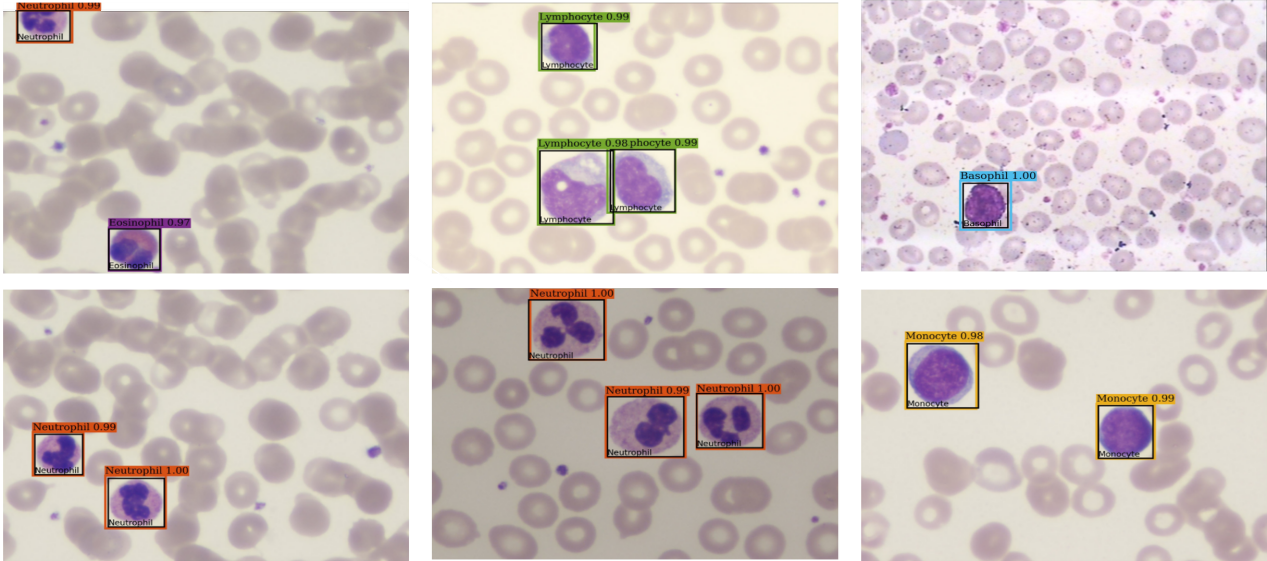 Neutrophil 0.99
Neutrophil
Eosinophil 0.97
Eosinophil
Lymphocyte 0.99
Lymphocyte
Lymphocyte 0.98 phocyte 0.99
Lymphocyte
Lymphocyte
Basophil 1.00
Basophil
Neutrophil 0.99
Neutrophil
Neutrophil 1.00
Neutrophil
Neutrophil 1.00
Neutrophil
Neutrophil 0.99
Neutrophil
Neutrophil 1.00
Neutrophil
Monocyte 0.98
Monocyte
Monocyte 0.99
Monocyte